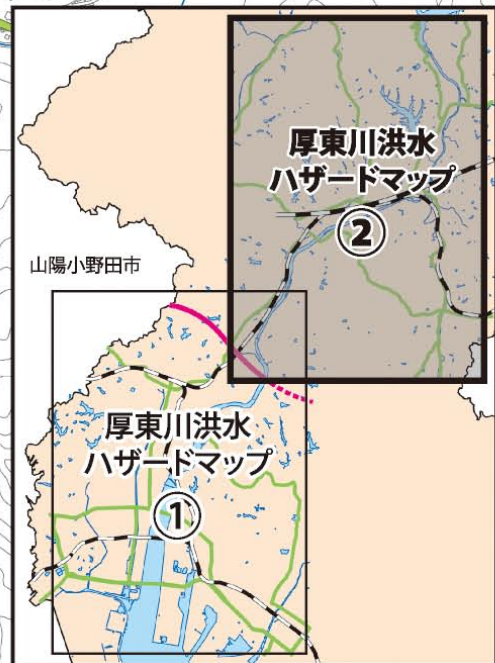 厚東川洪水
ハザードマップ
②
山陽小野田市
厚東川洪水
ハザードマップ
①